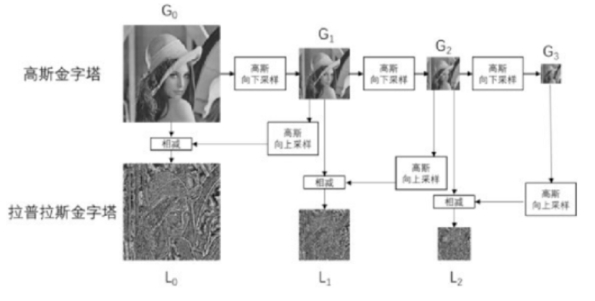 G₀
G₁
G₂
G₃
高斯金字塔
高斯
向下采样
高斯
向下采样
高斯
向下采样
相减
高斯
向上采样
相减
高斯
向上采样
相减
高斯
向上采样
拉普拉斯金字塔
L₀
L₁
L₂